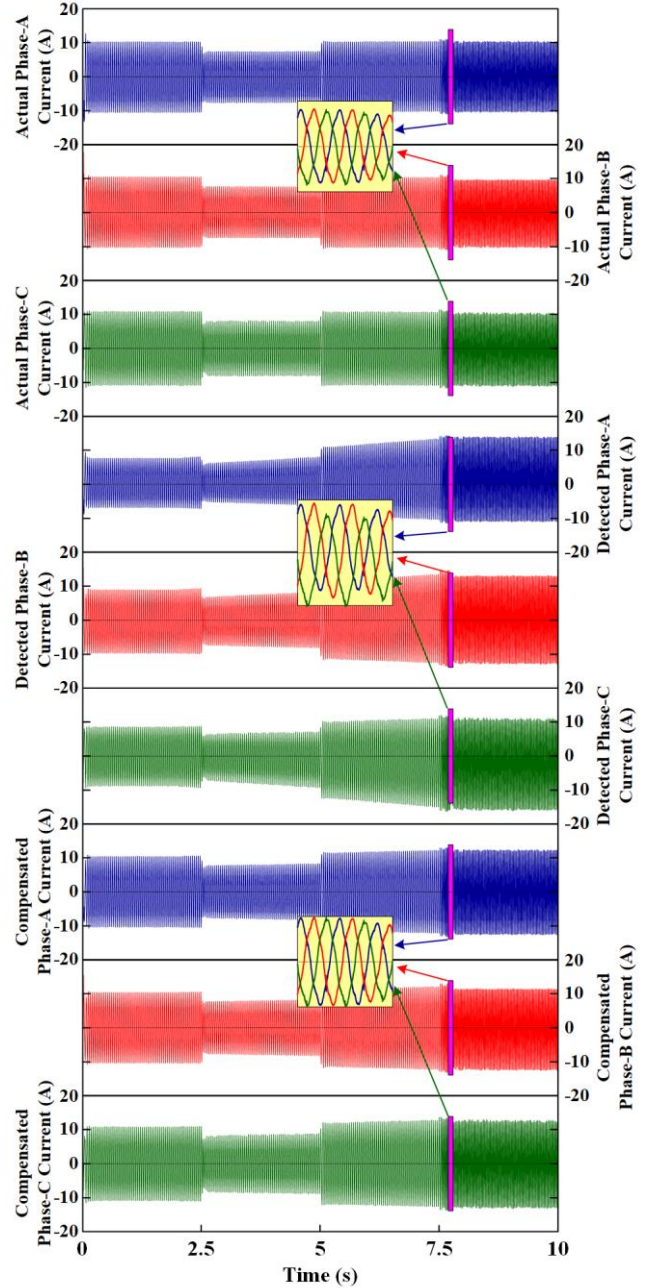 Actual Phase-A
Current (A)
20
10
0
-10
-20
Actual Phase-B
Current (A)
20
10
0
-10
-20
Actual Phase-C
Current (A)
20
10
0
-10
-20
Detected Phase-A
Current (A)
20
10
0
-10
-20
Detected Phase-B
Current (A)
20
10
0
-10
-20
Detected Phase-C
Current (A)
20
10
0
-10
-20
Compensated
Phase-A Current (A)
20
10
0
-10
-20
Compensated
Phase-B Current (A)
20
10
0
-10
-20
Compensated
Phase-C Current (A)
20
10
0
-10
-20
0 2.5 5 7.5 10
Time (s)